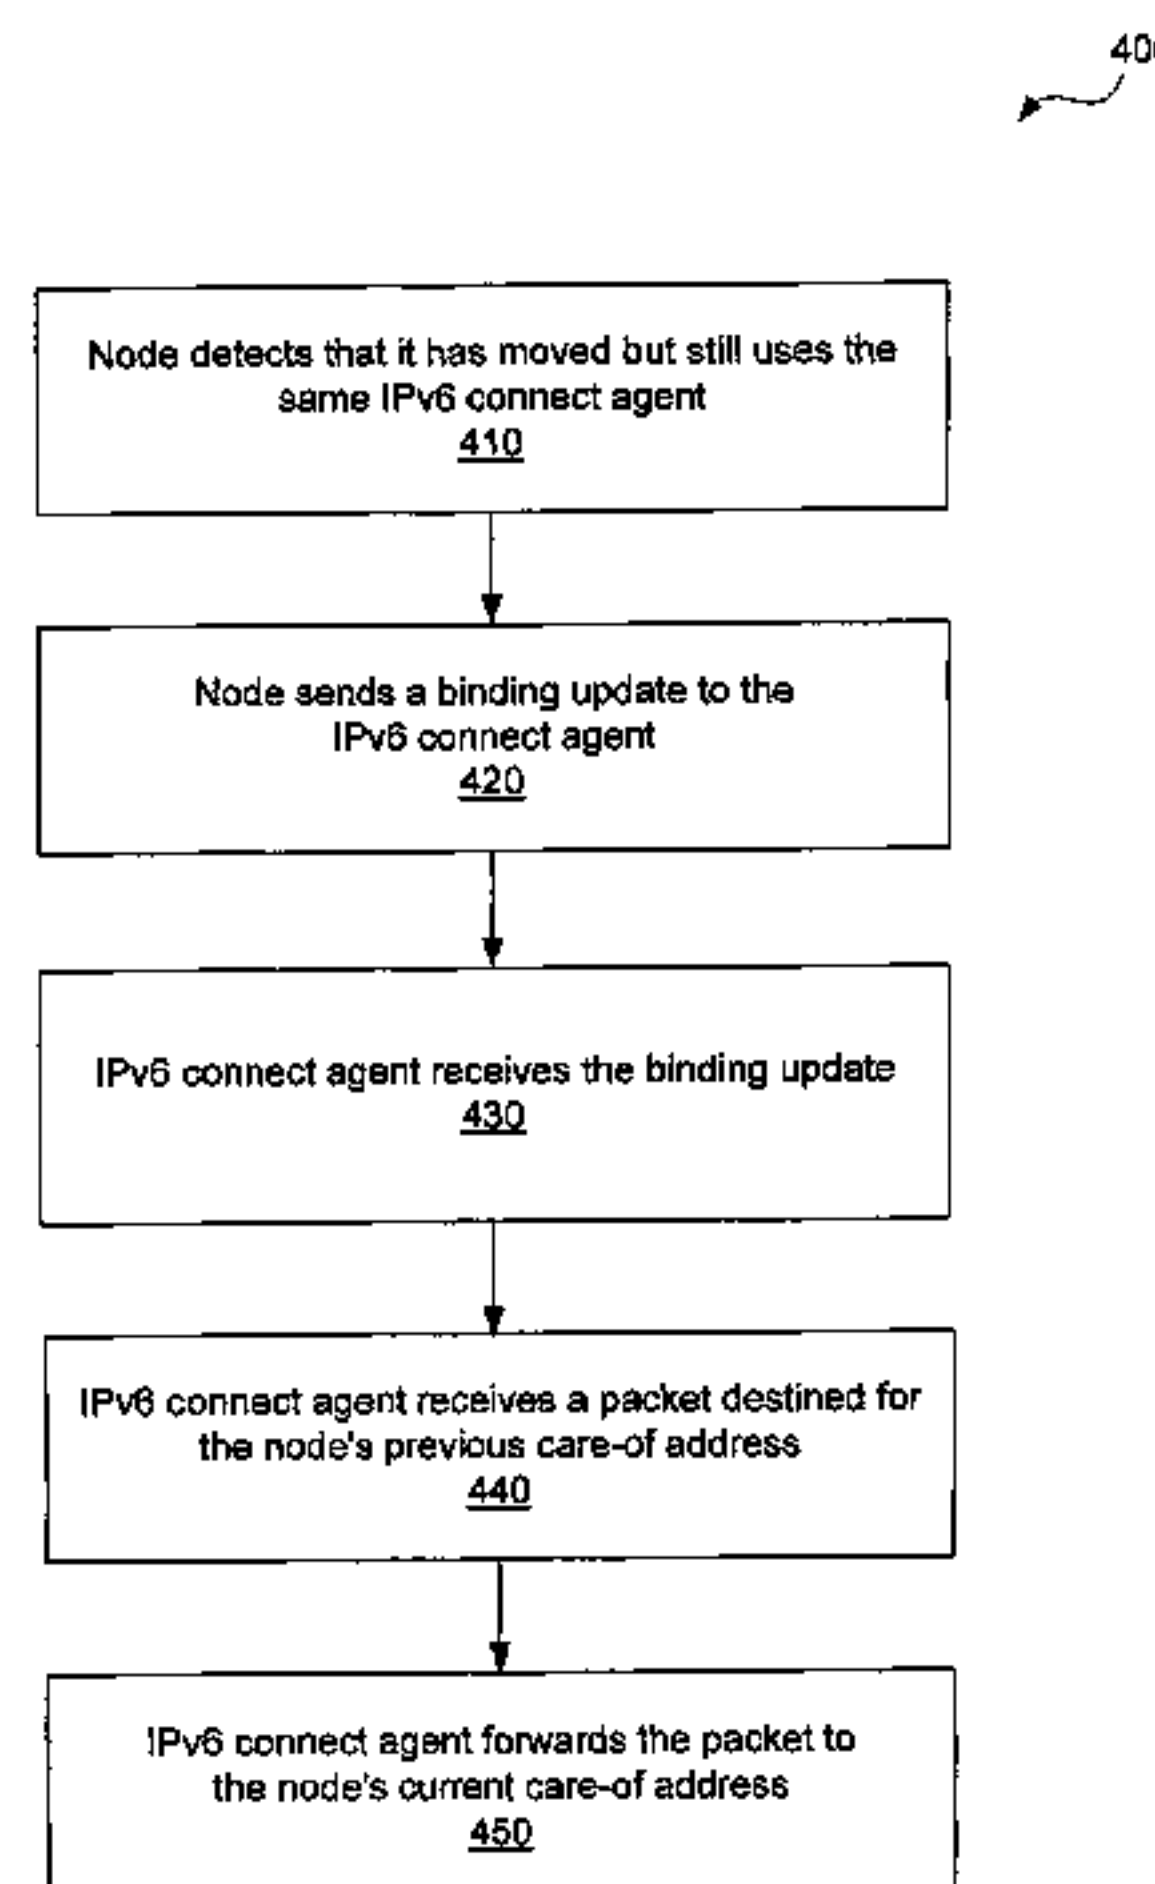 Node detects that it has moved but still uses the
same IPv6 connect agent
410
Node sends a binding update to the
IPv6 connect agent
420
IPv6 connect agent receives the binding update
430
IPv6 connect agent receives a packet destined for
the node's previous care-of address
440
IPv6 connect agent forwards the packet to
the node's current care-of address
450